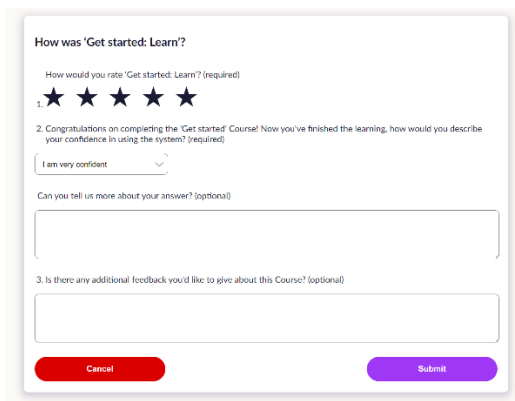 How was ‘Get started: Learn’?
How would you rate ‘Get started: Learn’? (required)
1.
2. Congratulations on completing the ‘Get started’ Course! Now you've finished the learning, how would you describe
your confidence in using the system? (required)
I am very confident
Can you tell us more about your answer? (optional)
3. Is there any additional feedback you'd like to give about this Course? (optional)
Cancel
Submit